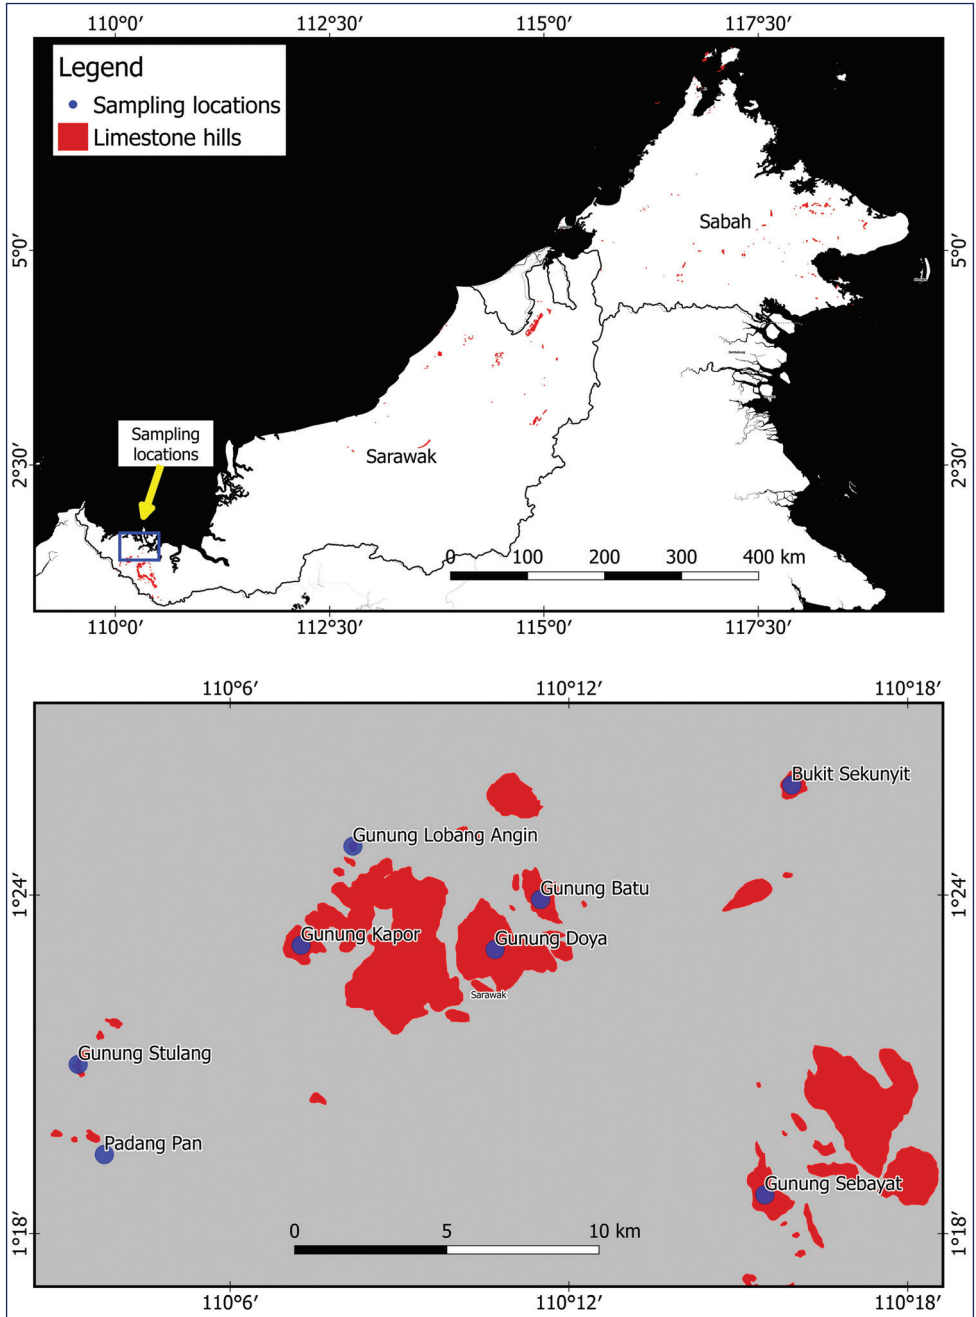 110°0′ 112°30′ 115°0′ 117°30′
Legend
Sampling locations
Limestone hills
Sabah
5°0′ 5°0′
Sampling
locations
Sarawak
2°30′ 2°30′
0 100 200 300 400 km
110°0′ 112°30′ 115°0′ 117°30′
110°6′ 110°12′ 110°18′
Bukit Sekunyit
Gunung Lobang Angin
1°24′ 1°24′
Gunung Batu
Gunung Kapor
Gunung Doya
Sarawak
Gunung Stulang
Padang Pan
Gunung Sebayat
1°18′ 1°18′
0 5 10 km
110°6′ 110°12′ 110°18′